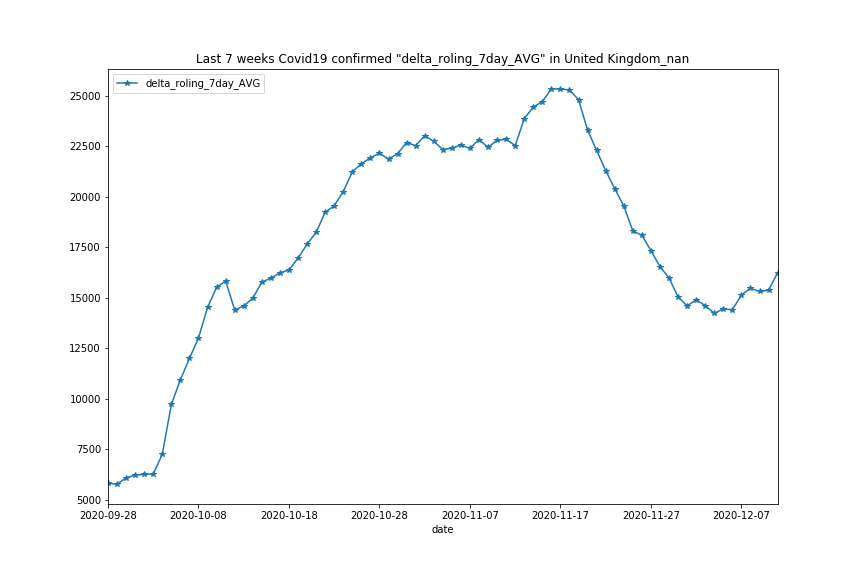 Last 7 weeks Covid19 confirmed "delta_roling_7day_AVG" in United Kingdom_nan
delta_roling_7day_AVG
25000
22500
20000
17500
15000
12500
10000
7500
5000
2020-09-28 2020-10-08 2020-10-18 2020-10-28 2020-11-07 2020-11-17 2020-11-27 2020-12-07
date